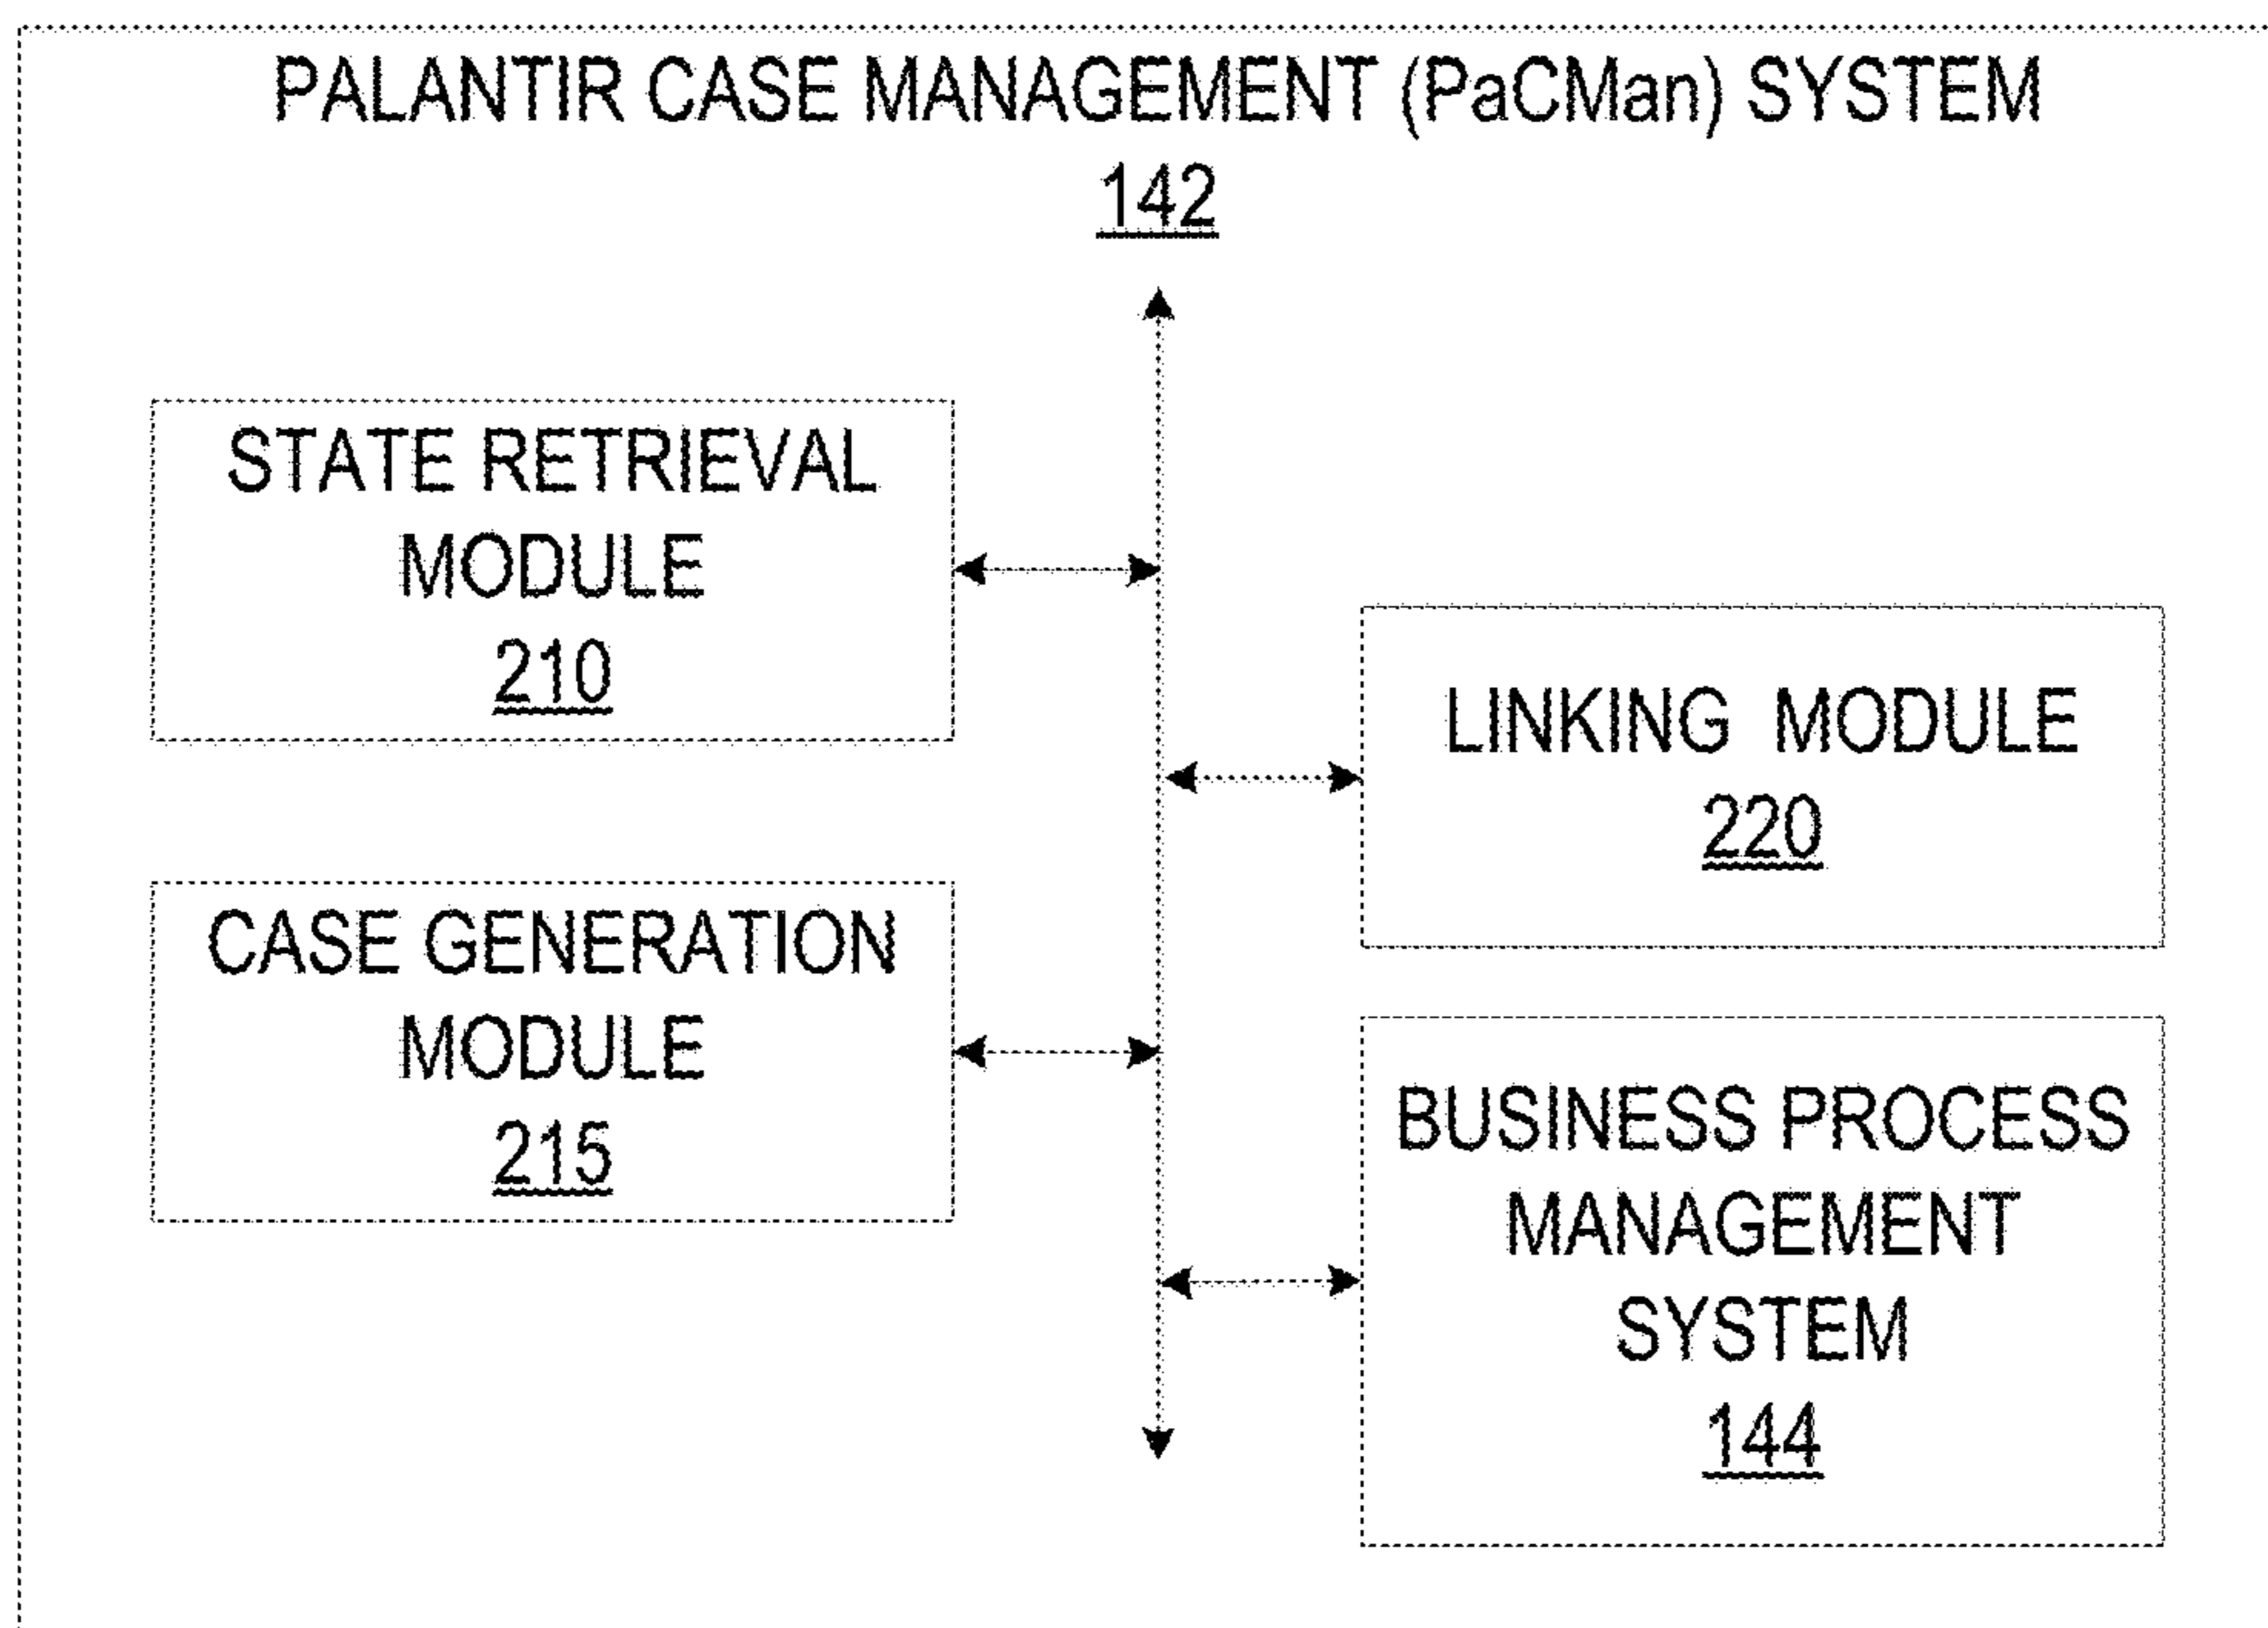 PALANTIR CASE MANAGEMENT (PaCMan) SYSTEM
142
STATE RETRIEVAL
MODULE
210
LINKING MODULE
220
CASE GENERATION
MODULE
215
BUSINESS PROCESS
MANAGEMENT
SYSTEM
144